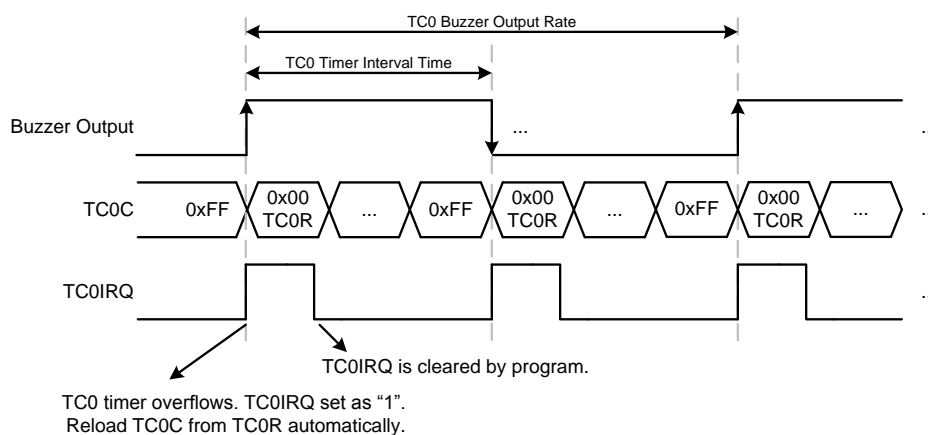 TC0 Buzzer Output Rate
TC0 Timer Interval Time
Buzzer Output
...
..
TC0C
0xFF
0x00
TC0R
...
0xFF
0x00
TC0R
...
0xFF
0x00
TC0R
...
..
TC0IRQ
..
TC0IRQ is cleared by program.
TC0 timer overflows. TC0IRQ set as “1”.
Reload TC0C from TC0R automatically.